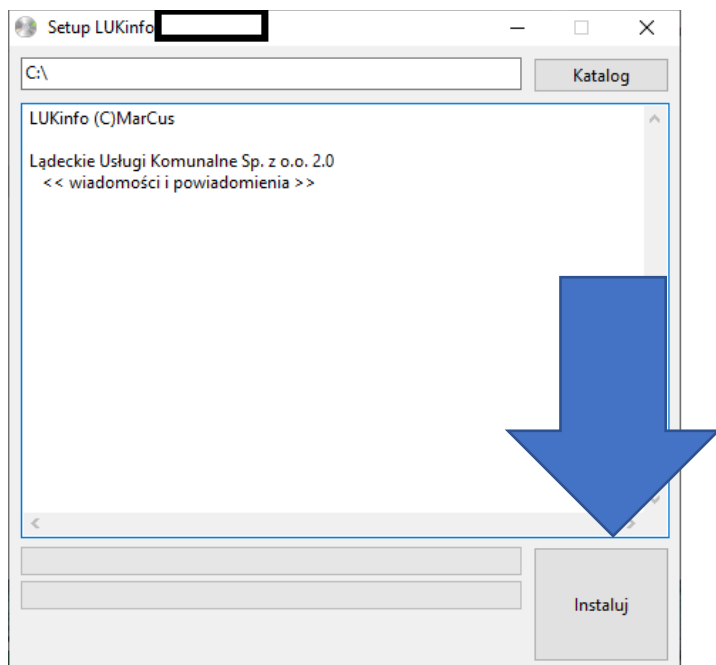 Setup LUKinfo
C:\
Katalog
LUKinfo (C)MarCus
Lądeckie Usługi Komunalne Sp. z o.o. 2.0
<< wiadomości i powiadomienia >>
Instaluj